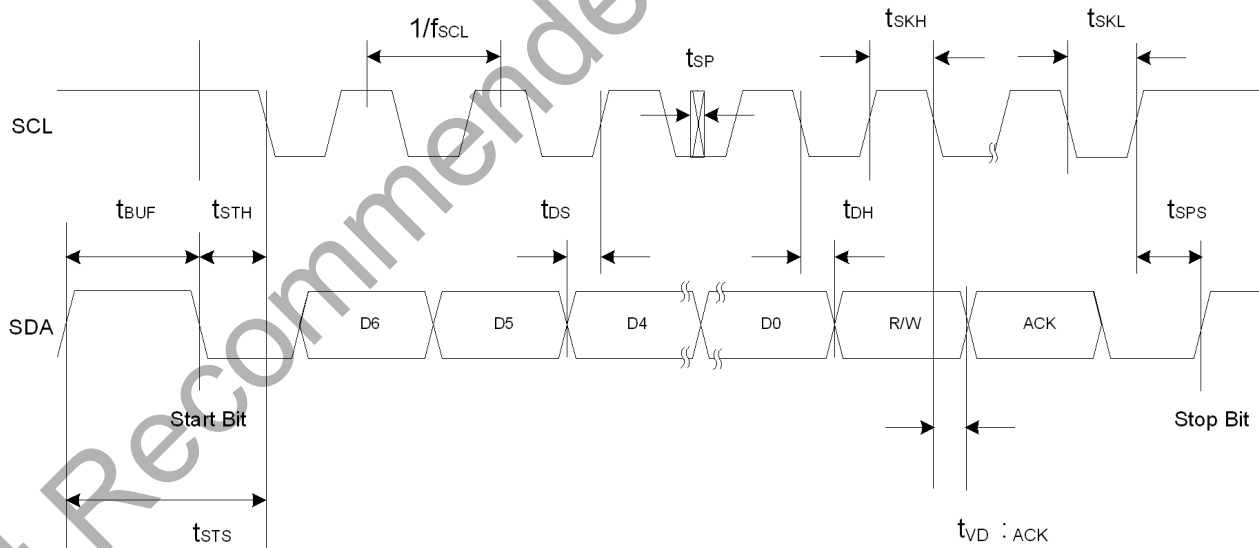 1/fSCL
tSKH
tSKL
tSP
SCL
tBUF
tSTH
tDS
tDH
tSPS
SDA
D6
D5
D4
D0
R/W
ACK
Start Bit
Stop Bit
tSTS
tVD : ACK
Recommende